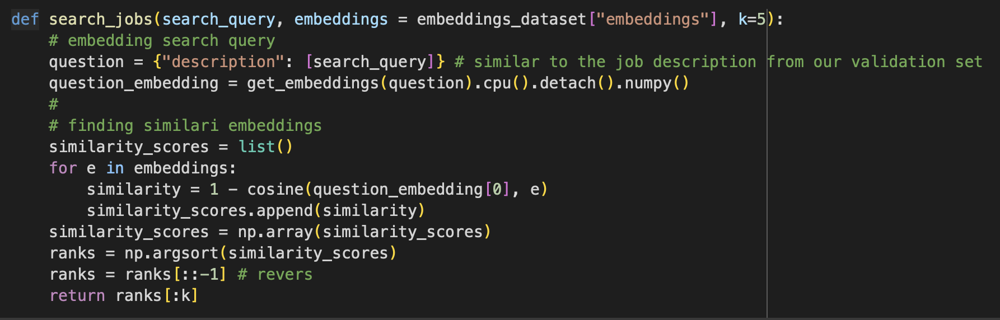 def search_jobs(search_query, embeddings = embeddings_dataset["embeddings"], k=5):
    # embedding search query
    question = {"description": [search_query]} # similar to the job description from our validation set
    question_embedding = get_embeddings(question).cpu().detach().numpy()
    #
    # finding similari embeddings
    similarity_scores = list()
    for e in embeddings:
        similarity = 1 - cosine(question_embedding[0], e)
        similarity_scores.append(similarity)
    similarity_scores = np.array(similarity_scores)
    ranks = np.argsort(similarity_scores)
    ranks = ranks[::-1] # revers
    return ranks[:k]